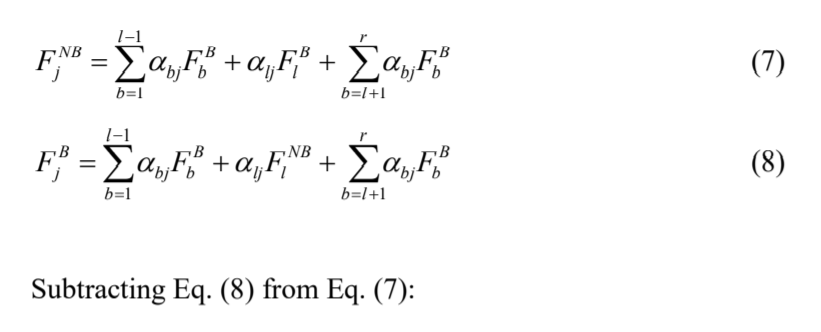 $F_j^{NB} = \sum_{b=1}^{l-1} \alpha_{bj} F_b^B + \alpha_{lj} F_l^B + \sum_{b=l+1}^{r} \alpha_{bj} F_b^B$ (7)
$F_j^B = \sum_{b=1}^{l-1} \alpha_{bj} F_b^B + \alpha_{lj} F_l^{NB} + \sum_{b=l+1}^{r} \alpha_{bj} F_b^B$ (8)
Subtracting Eq. (8) from Eq. (7):